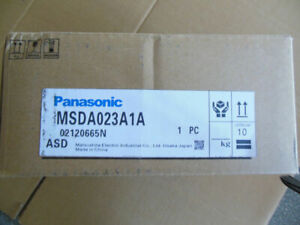 Panasonic
MSDA023A1A
02120665N
1 PC
ASD
Matsushita Electric Industrial Co., Ltd. Osaka Japan
Made in China
10
kg